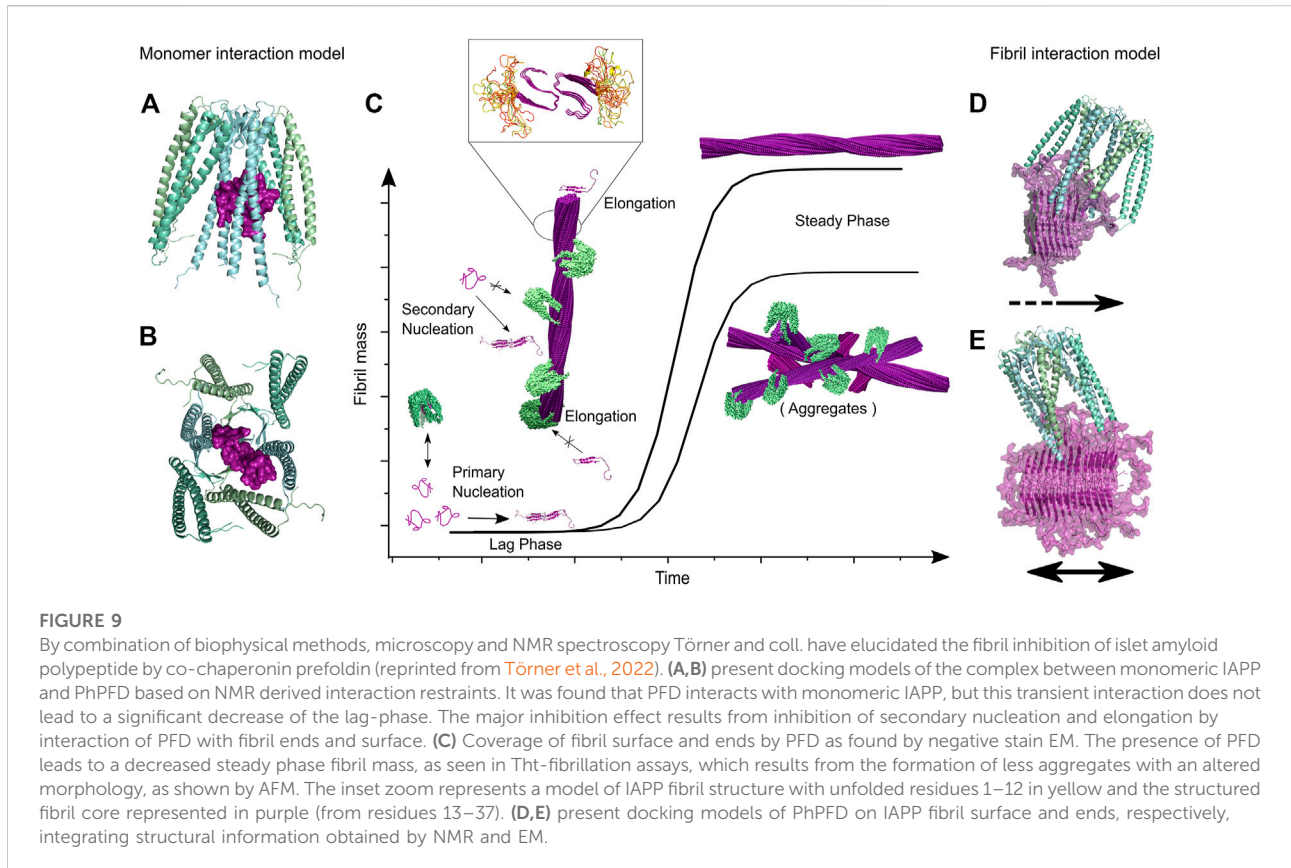 Monomer interaction model
Fibril interaction model
A
B
C
D
E
Fibril mass
Elongation
Secondary
Nucleation
Elongation
Primary
Nucleation
Lag Phase
Steady Phase
( Aggregates )
Time
FIGURE 9
By combination of biophysical methods, microscopy and NMR spectroscopy Törner and coll. have elucidated the fibril inhibition of islet amyloid
polypeptide by co-chaperonin prefoldin (reprinted from Törner et al., 2022). (A,B) present docking models of the complex between monomeric IAPP
and PhPFD based on NMR derived interaction restraints. It was found that PFD interacts with monomeric IAPP, but this transient interaction does not
lead to a significant decrease of the lag-phase. The major inhibition effect results from inhibition of secondary nucleation and elongation by
interaction of PFD with fibril ends and surface. (C) Coverage of fibril surface and ends by PFD as found by negative stain EM. The presence of PFD
leads to a decreased steady phase fibril mass, as seen in Tht-fibrillation assays, which results from the formation of less aggregates with an altered
morphology, as shown by AFM. The inset zoom represents a model of IAPP fibril structure with unfolded residues 1–12 in yellow and the structured
fibril core represented in purple (from residues 13–37). (D,E) present docking models of PhPFD on IAPP fibril surface and ends, respectively,
integrating structural information obtained by NMR and EM.